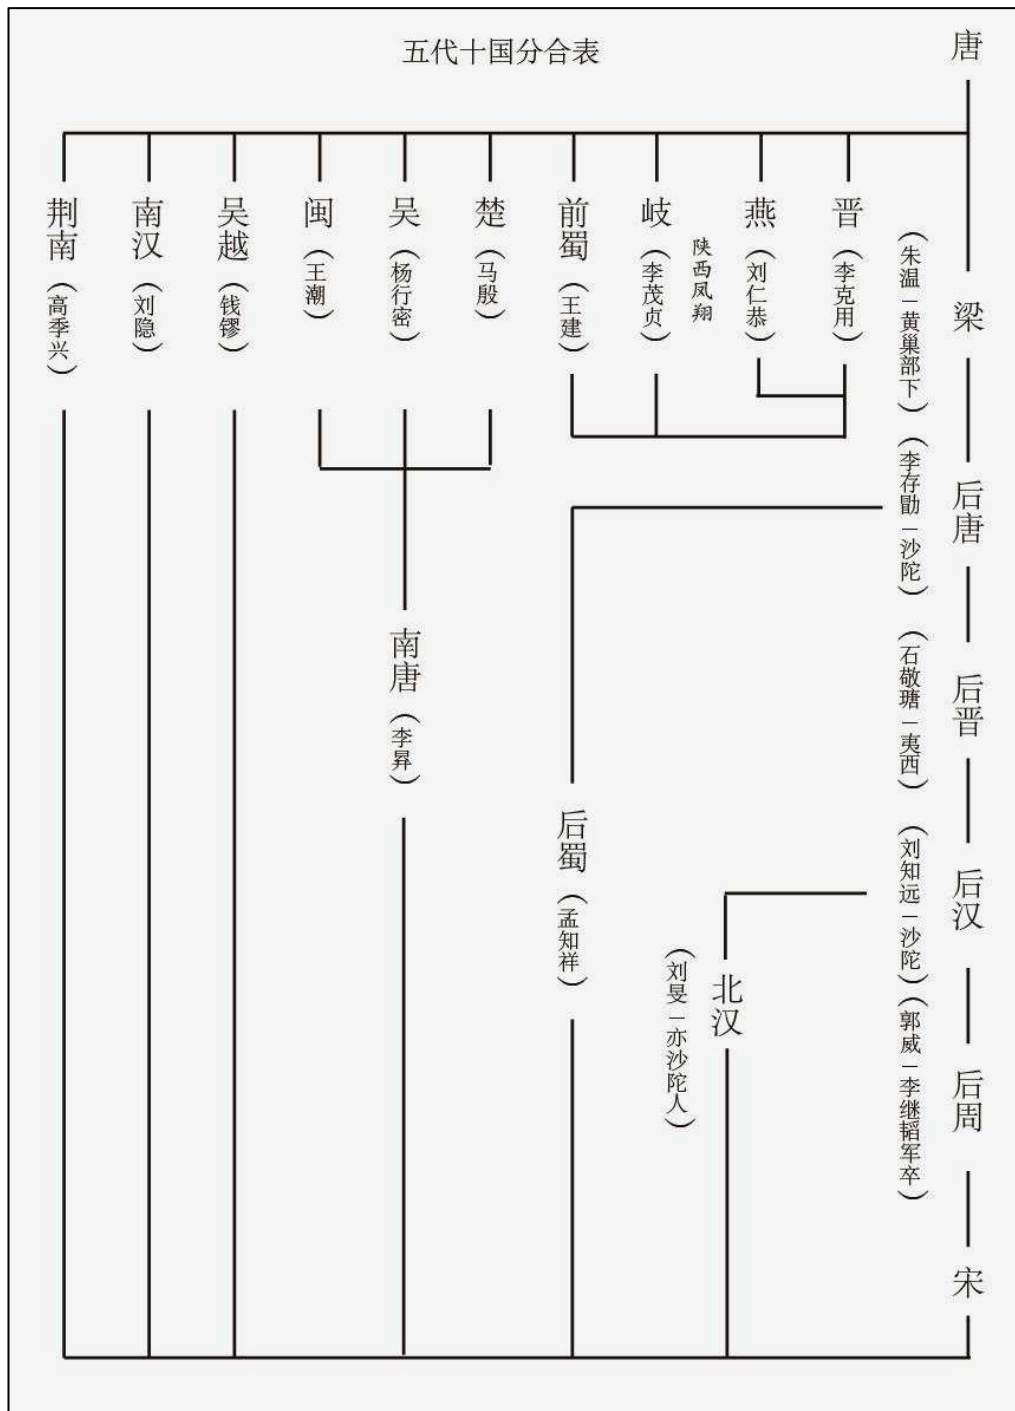 五代十国分合表
唐
荆南（高季兴）
南汉（刘隐）
吴越（钱镠）
闽（王潮）
吴（杨行密）
楚（马殷）
前蜀（王建）
岐（李茂贞）
陕西凤翔
燕（刘仁恭）
晋（李克用）
梁
（朱温－黄巢部下）
后唐
（李存勖－沙陀）
南唐（李昇）
后晋
（石敬瑭－夷西）
后蜀（孟知祥）
后汉
（刘知远－沙陀）
北汉
（刘旻－亦沙陀人）
后周
（郭威－李继韬军卒）
宋